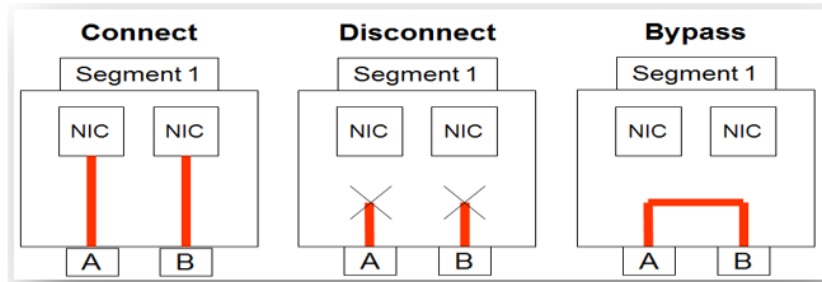 Connect
Disconnect
Bypass
Segment 1
Segment 1
Segment 1
NIC NIC
NIC NIC
NIC NIC
A B
A B
A B